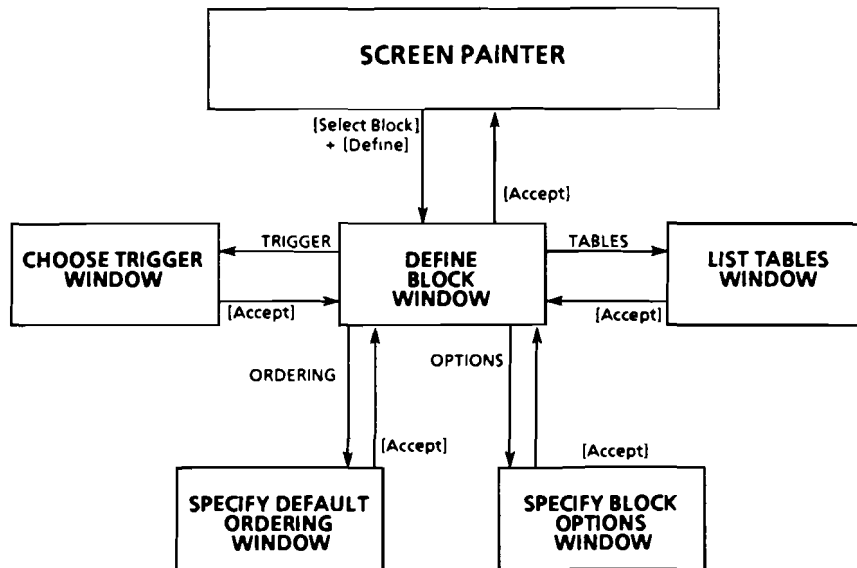 SCREEN PAINTER
[Select Block]
+ [Define]
[Accept]
CHOOSE TRIGGER
WINDOW
TRIGGER
[Accept]
DEFINE
BLOCK
WINDOW
TABLES
[Accept]
LIST TABLES
WINDOW
ORDERING
[Accept]
OPTIONS
[Accept]
SPECIFY DEFAULT
ORDERING
WINDOW
SPECIFY BLOCK
OPTIONS
WINDOW